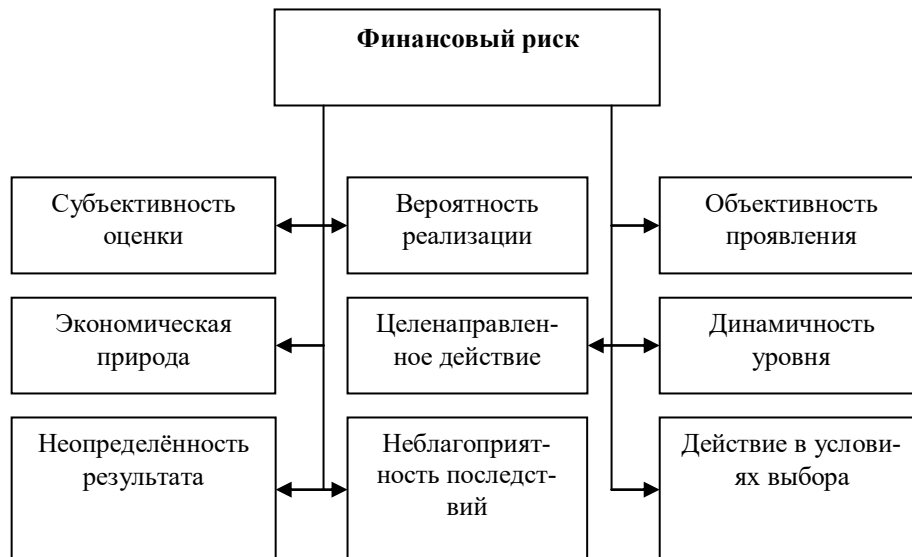 Финансовый риск
Субъективность
оценки
Вероятность
реализации
Объективность
проявления
Экономическая
природа
Целенаправлен-
ное действие
Динамичность
уровня
Неопределённость
результата
Неблагоприят-
ность последст-
вий
Действие в услови-
ях выбора